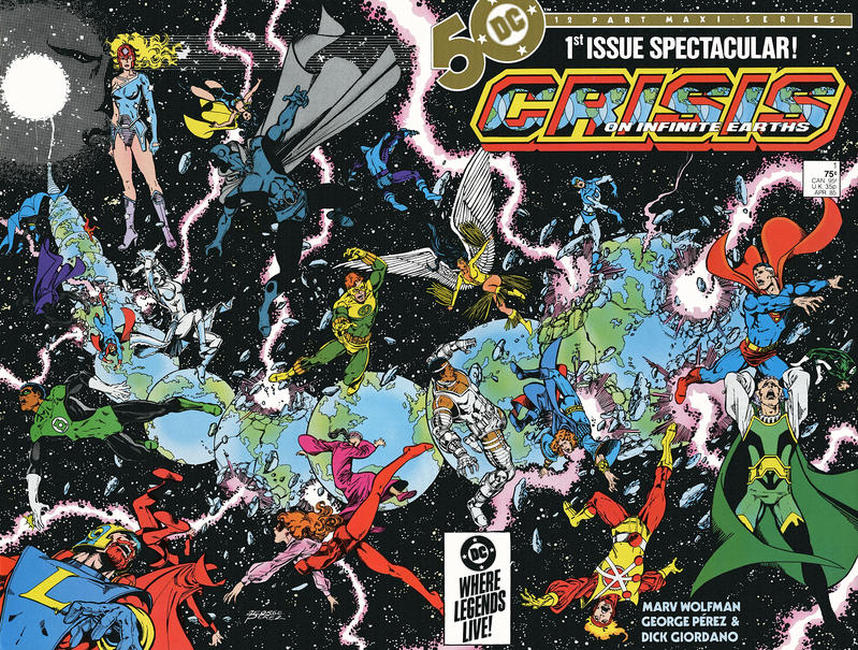 50
DC
12 PART MAXI-SERIES
1st ISSUE SPECTACULAR!
CRISIS
ON INFINITE EARTHS
1
75¢
CAN. 95¢
U.K. 35p
APR. 85
L
DC
WHERE
LEGENDS
LIVE!
MARV WOLFMAN
GEORGE PÉREZ &
DICK GIORDANO